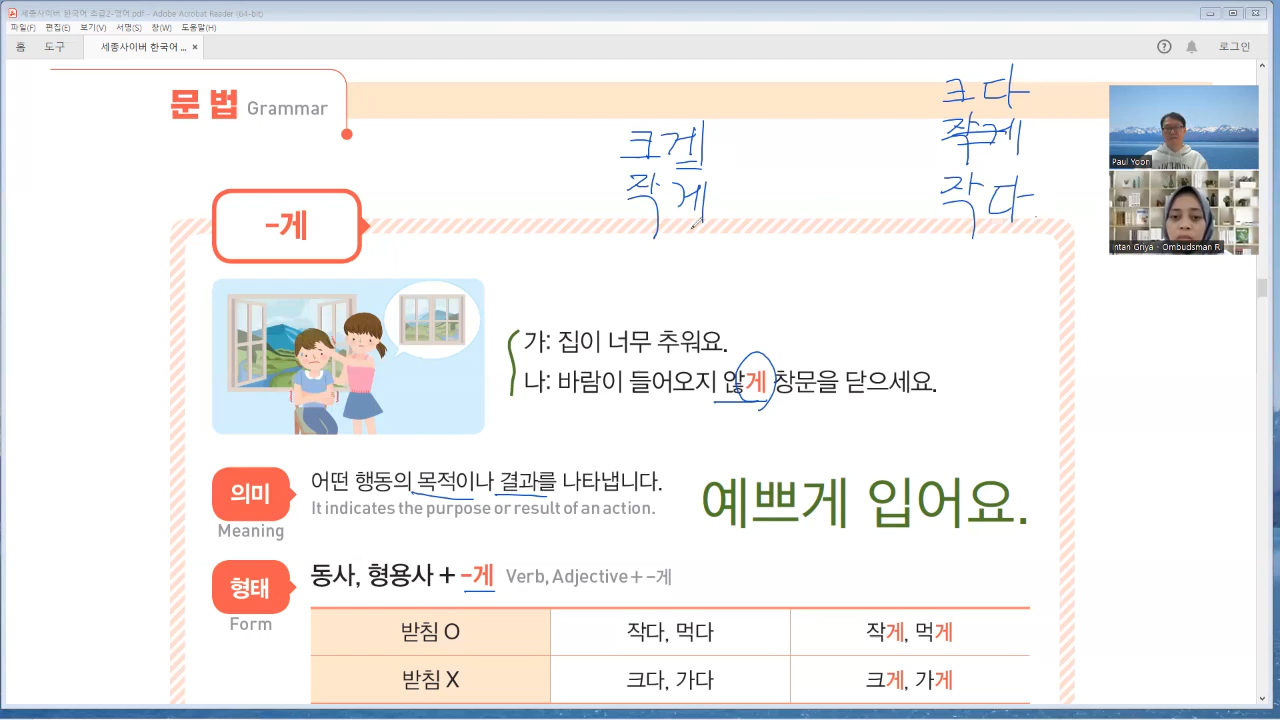 세종사이버 한국어 초급2-영어.pdf - Adobe Acrobat Reader (64-bit)
파일(F) 편집(E) 보기(V) 서명(S) 창(W) 도움말(H)
홈 도구 세종사이버 한국어 ... × 로그인
문법 Grammar
크다
작게
작다
크게
작게
Paul Yoon
Intan Griya - Ombudsman R
-게
가: 집이 너무 추워요.
나: 바람이 들어오지 않게 창문을 닫으세요.
의미
Meaning
어떤 행동의 목적이나 결과를 나타냅니다.
It indicates the purpose or result of an action.
예쁘게 입어요.
형태
Form
동사, 형용사 + -게 Verb, Adjective + -게
받침 O 작다, 먹다 작게, 먹게
받침 X 크다, 가다 크게, 가게